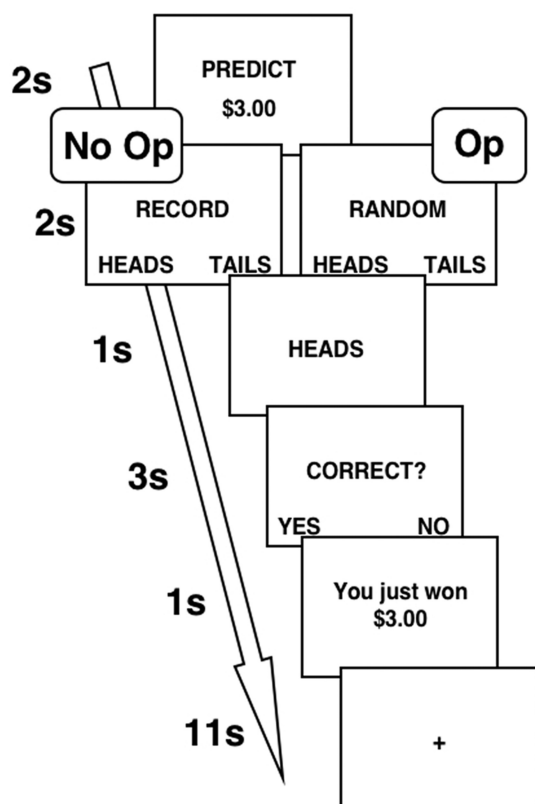 2s
PREDICT
$3.00
No Op
Op
2s
RECORD
RANDOM
HEADS TAILS
HEADS TAILS
1s
HEADS
3s
CORRECT?
YES NO
1s
You just won
$3.00
11s
+